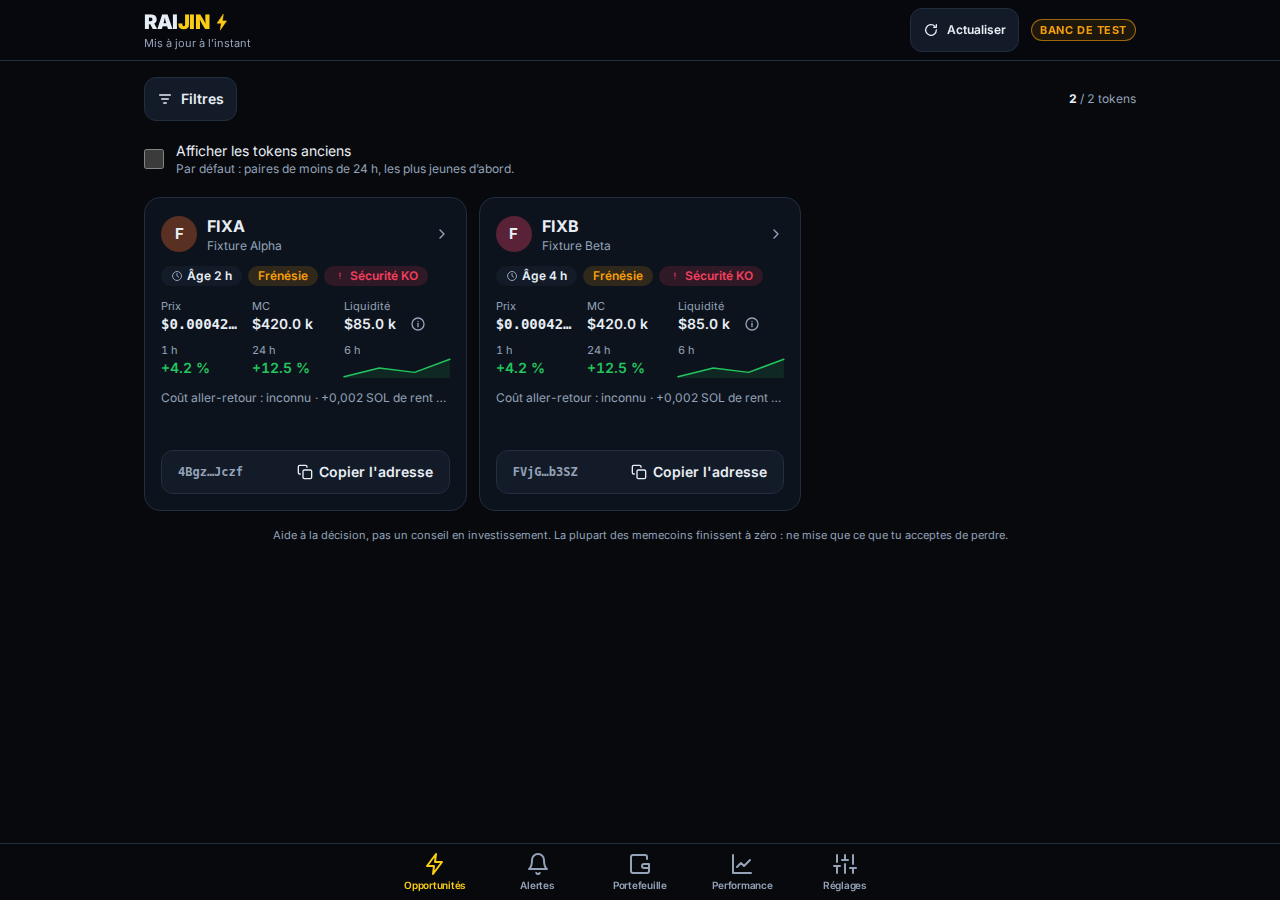 RAIJIN
Mis à jour à l'instant
Actualiser
BANC DE TEST
Filtres
2 / 2 tokens
Afficher les tokens anciens
Par défaut : paires de moins de 24 h, les plus jeunes d’abord.
F
FIXA
Fixture Alpha
Âge 2 h
Frénésie
! Sécurité KO
Prix
MC
Liquidité
$0.00042…
$420.0 k
$85.0 k
1 h
24 h
6 h
+4.2 %
+12.5 %
Coût aller-retour : inconnu · +0,002 SOL de rent …
4Bgz…Jczf
Copier l'adresse
F
FIXB
Fixture Beta
Âge 4 h
Frénésie
! Sécurité KO
Prix
MC
Liquidité
$0.00042…
$420.0 k
$85.0 k
1 h
24 h
6 h
+4.2 %
+12.5 %
Coût aller-retour : inconnu · +0,002 SOL de rent …
FVjG…b3SZ
Copier l'adresse
Aide à la décision, pas un conseil en investissement. La plupart des memecoins finissent à zéro : ne mise que ce que tu acceptes de perdre.
Opportunités
Alertes
Portefeuille
Performance
Réglages